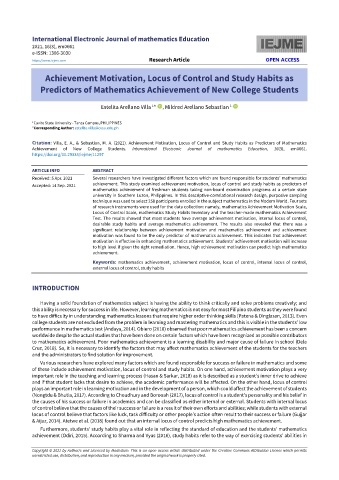 International Electronic Journal of Mathematics Education
2021, 16(3), em0661
e-ISSN: 1306-3030
https://www.iejme.com
Research Article
OPEN ACCESS
IEJME
Achievement Motivation, Locus of Control and Study Habits as
Predictors of Mathematics Achievement of New College Students
Estelita Arellano Villa 1*, Mildred Arellano Sebastian 1
1 Cavite State University - Tanza Campus, PHILIPPINES
* Corresponding Author:
Citation: Villa, E. A., & Sebastian, M. A. (2021). Achievement Motivation, Locus of Control and Study Habits as Predictors of Mathematics
Achievement of New College Students. International Electronic Journal of Mathematics Education, 16(3), em0661.
ARTICLE INFO
ABSTRACT
Received: 5 Apr. 2021
Accepted: 14 Sep. 2021
Several researchers have investigated different factors which are found responsible for students' mathematics
achievement. This study examined achievement motivation, locus of control and study habits as predictors of
mathematics achievement of freshman students taking non-board examination programs at a certain state
university in Southern Luzon, Philippines. In this descriptive-correlational research design, purposive sampling
technique was used to select 158 participants enrolled in the subject Mathematics in the Modern World. Four sets
of research instruments were used for the data collection namely, Mathematics Achievement Motivation Scale,
Locus of Control Scale, Mathematics Study Habits Inventory and the teacher-made Mathematics Achievement
Test. The results showed that most students have average achievement motivation, internal locus of control,
desirable study habits and average mathematics achievement. The results also revealed that there was a
significant relationship between achievement motivation and mathematics achievement and achievement
motivation was found to be the only predictor of mathematics achievement. This indicates that achievement
motivation is effective in estimating mathematics achievement. Students' achievement motivation will increase
to high level if given the right remediation. Hence, high achievement motivation can predict high mathematics
achievement.
Keywords: mathematics achievement, achievement motivation, locus of control, internal locus of control,
external locus of control, study habits
INTRODUCTION
Having a solid foundation of mathematics subject is having the ability to think critically and solve problems creatively; and
this ability is necessary for success in life. However, learning mathematics is not easy for most Filipino students as they were found
to have difficulty in understanding mathematics lessons that require higher order thinking skills (Patena & Dinglasan, 2013). Even
college students are not excluded from the problem in learning and mastering mathematics and this is visible in the students' low
performance in mathematics test (Andaya, 2014). Obiero (2018) observed that poor mathematics achievement has been a concern
worldwide despite the actual studies that have been done on certain factors which have been recognized as possible contributors
to mathematics achievement. Poor mathematics achievement is a learning disability and major cause of failure in school (Dela
Cruz, 2016). So, it is necessary to identify the factors that may affect mathematics achievement of the students for the teachers
and the administrators to find solution for improvement.
Various researchers have explored many factors which are found responsible for success or failure in mathematics and some
of these include achievement motivation, locus of control and study habits. On one hand, achievement motivation plays a very
important role in the teaching and learning process (Hasan & Sarkar, 2018) as it is described as a student's inner drive to achieve
and if that student lacks that desire to achieve, the academic performance will be affected. On the other hand, locus of control
plays an important role in learning motivation and in the development of a person, which could affect the achievement of students
(Nongtdu & Bhutia, 2017). According to Choudhury and Borooah (2017), locus of control is a student's personality and his belief in
the causes of his success or failure in academics and can be classified as either internal or external. Students with internal locus
of control believe that the causes of their success or failure is a result of their own efforts and abilities; while students with external
locus of control believe that factors like luck, task difficulty or other people's action affect their result to their success or failure (Gujjar
& Aijaz, 2014). Alehevo et al. (2018) found out that an internal locus of control predicts high mathematics achievement.
Furthermore, students' study habits play a vital role in reflecting the standard of education and the students' mathematics
achievement (Odiri, 2015). According to Sharma and Ilyas (2016), study habits refer to the way of exercising students' abilities in
Copyright © 2021 by Authors and Licensed by Modestum. This is an open access article distributed under the Creative Commons Attribution License which permits
unrestricted use, distribution, and reproduction in any medium, provided the original work is properly cited.